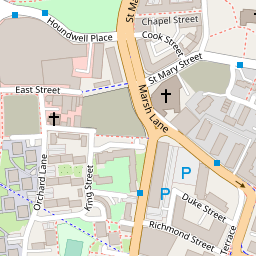 St M
Chapel Street
Houndwell Place
Cook Street
St Mary Street
East Street
Marsh Lane
Orchard Lane
King Street
P
P
Duke Street
Richmond Street
Terrace